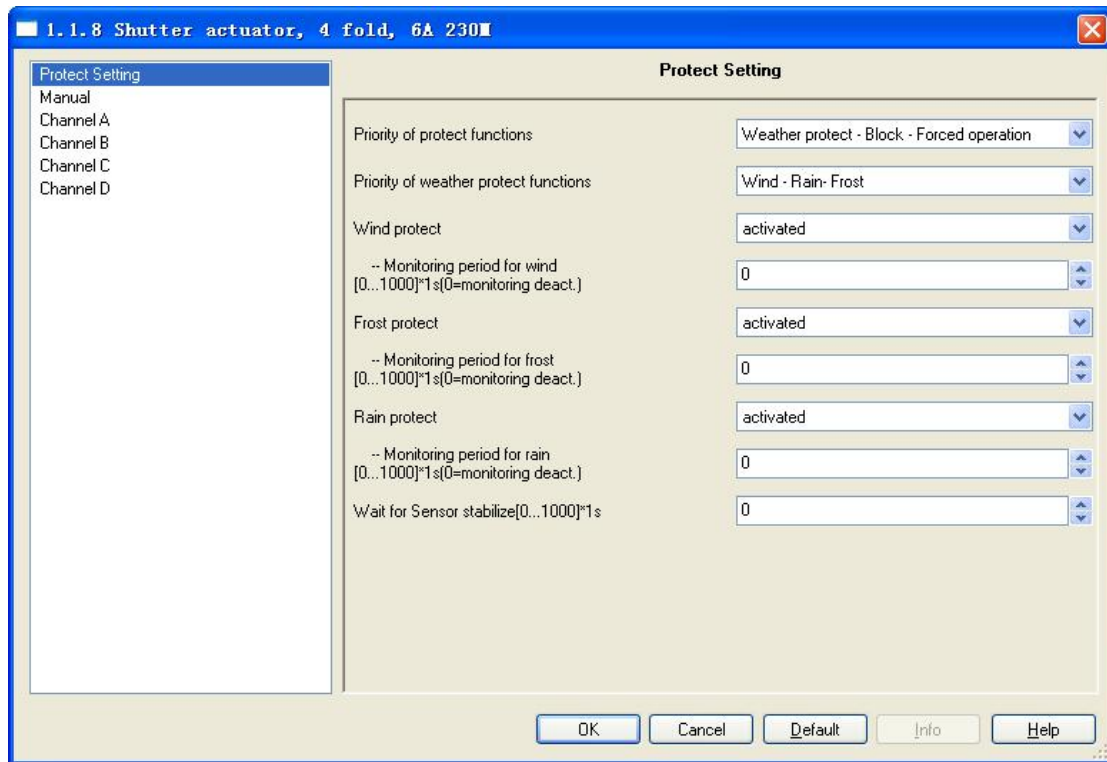 1.1.8 Shutter actuator, 4 fold, 6A 230M
Protect Setting
Manual
Channel A
Channel B
Channel C
Channel D
Protect Setting
Priority of protect functions
Weather protect - Block - Forced operation
Priority of weather protect functions
Wind - Rain- Frost
Wind protect
activated
-- Monitoring period for wind
[0...1000]*1s(0=monitoring deact.)
0
Frost protect
activated
-- Monitoring period for frost
[0...1000]*1s(0=monitoring deact.)
0
Rain protect
activated
-- Monitoring period for rain
[0...1000]*1s(0=monitoring deact.)
0
Wait for Sensor stabilize[0...1000]*1s
0
OK
Cancel
Default
Info
Help